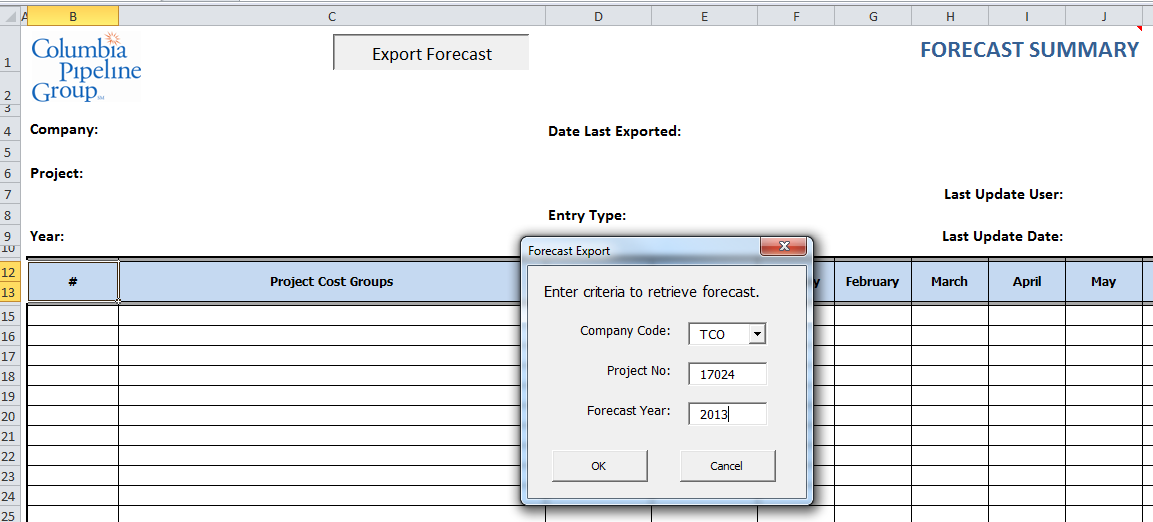 A B C D E F G H I J
1
Columbia
Pipeline
Group
Export Forecast
FORECAST SUMMARY
2
3
4 Company: Date Last Exported:
5
6 Project:
7 Last Update User:
8 Entry Type:
9 Year: Last Update Date:
10
Forecast Export
Enter criteria to retrieve forecast.
Company Code: TCO
Project No: 17024
Forecast Year: 2013
OK Cancel
12
13
# Project Cost Groups y February March April May
15
16
17
18
19
20
21
22
23
24
25